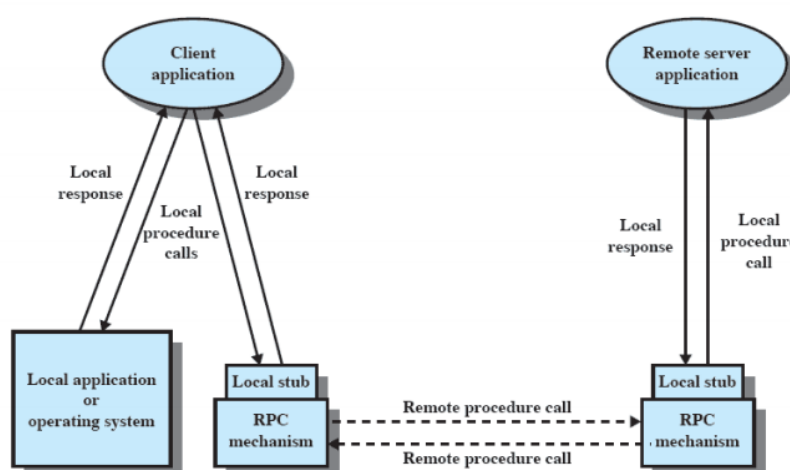 Client
application
Remote server
application
Local
response
Local
response
Local
procedure
calls
Local
response
Local
procedure
call
Local application
or
operating system
Local stub
RPC
mechanism
Remote procedure call
Remote procedure call
Local stub
RPC
mechanism